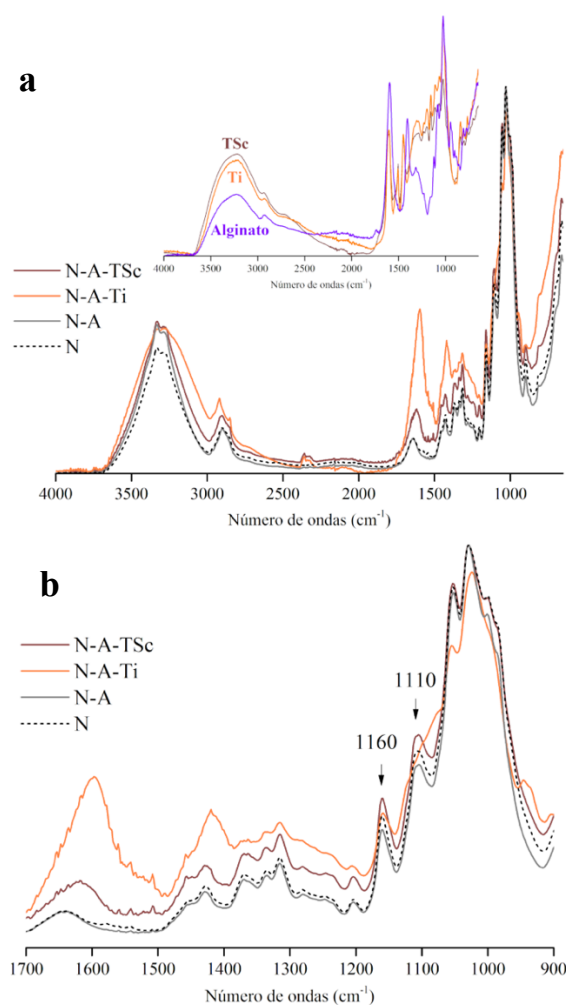 a
TSc
Ti
Alginato
4000 3500 3000 2500 2000 1500 1000
Número de ondas (cm⁻¹)
N-A-TSc
N-A-Ti
N-A
N
4000 3500 3000 2500 2000 1500 1000
Número de ondas (cm⁻¹)
b
N-A-TSc
N-A-Ti
N-A
N
1110
1160
1700 1600 1500 1400 1300 1200 1100 1000 900
Número de ondas (cm⁻¹)